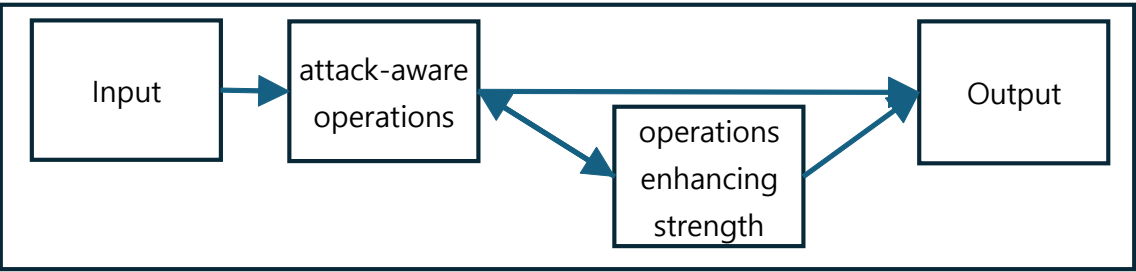 Input
attack-aware
operations
operations
enhancing
strength
Output